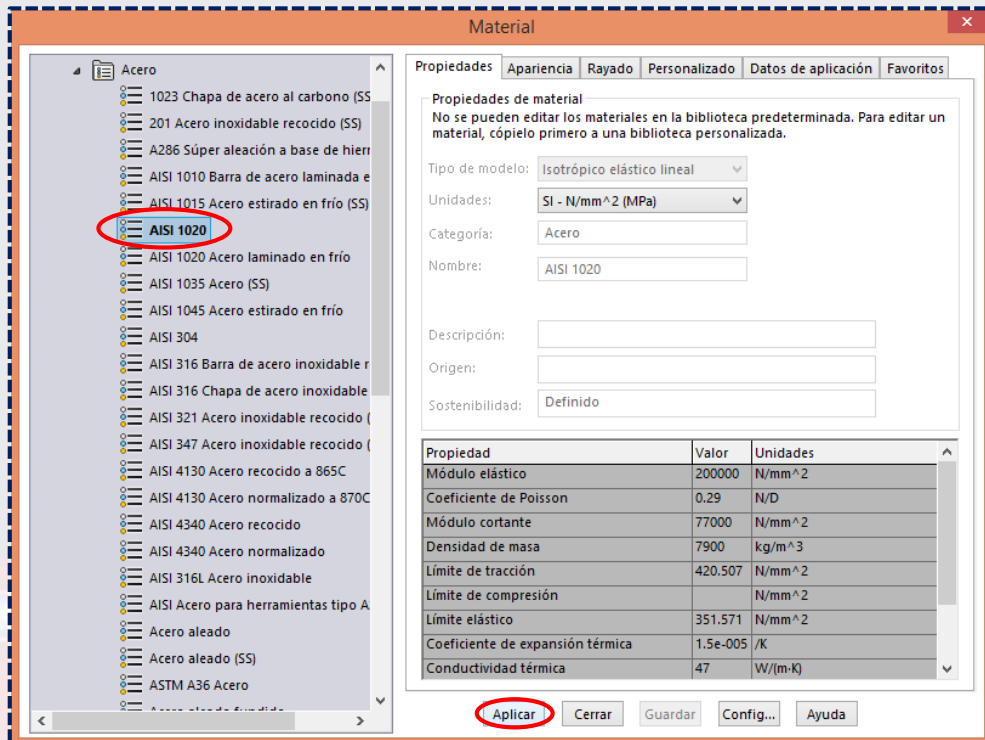 Material
Acero
1023 Chapa de acero al carbono (SS
201 Acero inoxidable recocido (SS)
A286 Súper aleación a base de hierr
AISI 1010 Barra de acero laminada e
AISI 1015 Acero estirado en frío (SS)
AISI 1020
AISI 1020 Acero laminado en frío
AISI 1035 Acero (SS)
AISI 1045 Acero estirado en frío
AISI 304
AISI 316 Barra de acero inoxidable r
AISI 316 Chapa de acero inoxidable
AISI 321 Acero inoxidable recocido (
AISI 347 Acero inoxidable recocido (
AISI 4130 Acero recocido a 865C
AISI 4130 Acero normalizado a 870C
AISI 4340 Acero recocido
AISI 4340 Acero normalizado
AISI 316L Acero inoxidable
AISI Acero para herramientas tipo A
Acero aleado
Acero aleado (SS)
ASTM A36 Acero
Acero aleado fundido
Propiedades Apariencia Rayado Personalizado Datos de aplicación Favoritos
Propiedades de material
No se pueden editar los materiales en la biblioteca predeterminada. Para editar un
material, cópielo primero a una biblioteca personalizada.
Tipo de modelo: Isotrópico elástico lineal
Unidades: SI - N/mm^2 (MPa)
Categoría: Acero
Nombre: AISI 1020
Descripción:
Origen:
Sostenibilidad: Definido
Propiedad Valor Unidades
Módulo elástico 200000 N/mm^2
Coeficiente de Poisson 0.29 N/D
Módulo cortante 77000 N/mm^2
Densidad de masa 7900 kg/m^3
Límite de tracción 420.507 N/mm^2
Límite de compresión N/mm^2
Límite elástico 351.571 N/mm^2
Coeficiente de expansión térmica 1.5e-005 /K
Conductividad térmica 47 W/(m·K)
Aplicar Cerrar Guardar Config... Ayuda